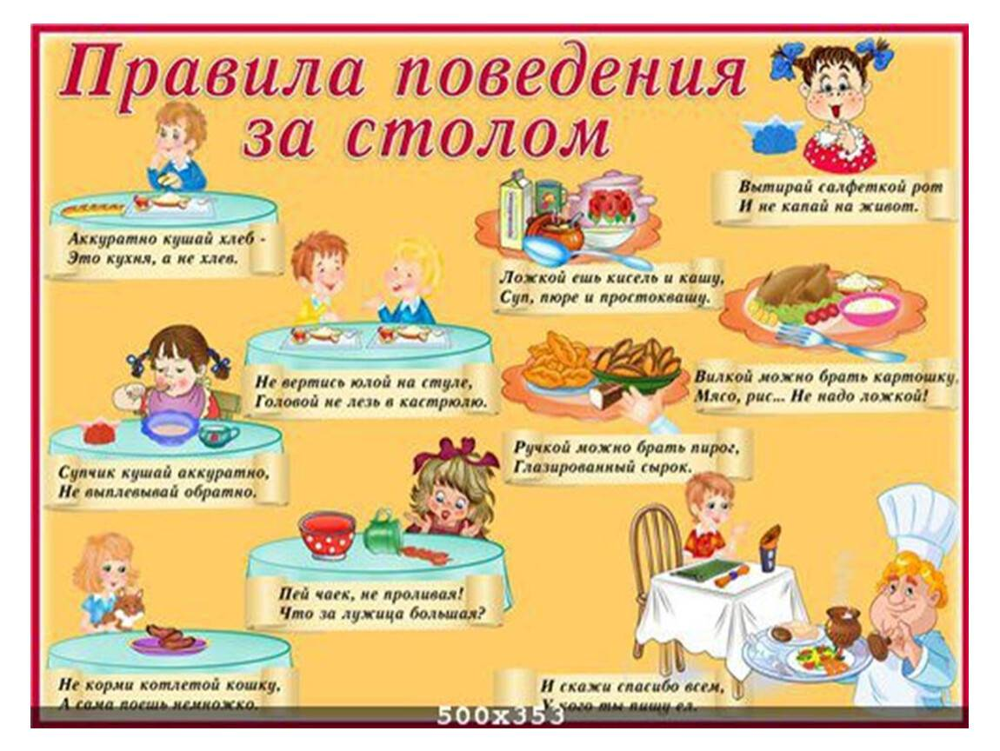 Правила поведения
за столом
Вытирай салфеткой рот
И не капай на живот.
Аккуратно кушай хлеб -
Это кухня, а не хлев.
Ложкой ешь кисель и кашу,
Суп, пюре и простоквашу.
Не вертись юлой на стуле,
Головой не лезь в кастрюлю.
Вилкой можно брать картошку,
Мясо, рис... Не надо ложкой!
Супчик кушай аккуратно,
Не выплевывай обратно.
Ручкой можно брать пирог,
Глазированный сырок.
Пей чаек, не проливая!
Что за лужица большая?
Не корми котлетой кошку,
А сама поешь немножко.
И скажи спасибо всем,
У кого ты пищу ел.
500x353